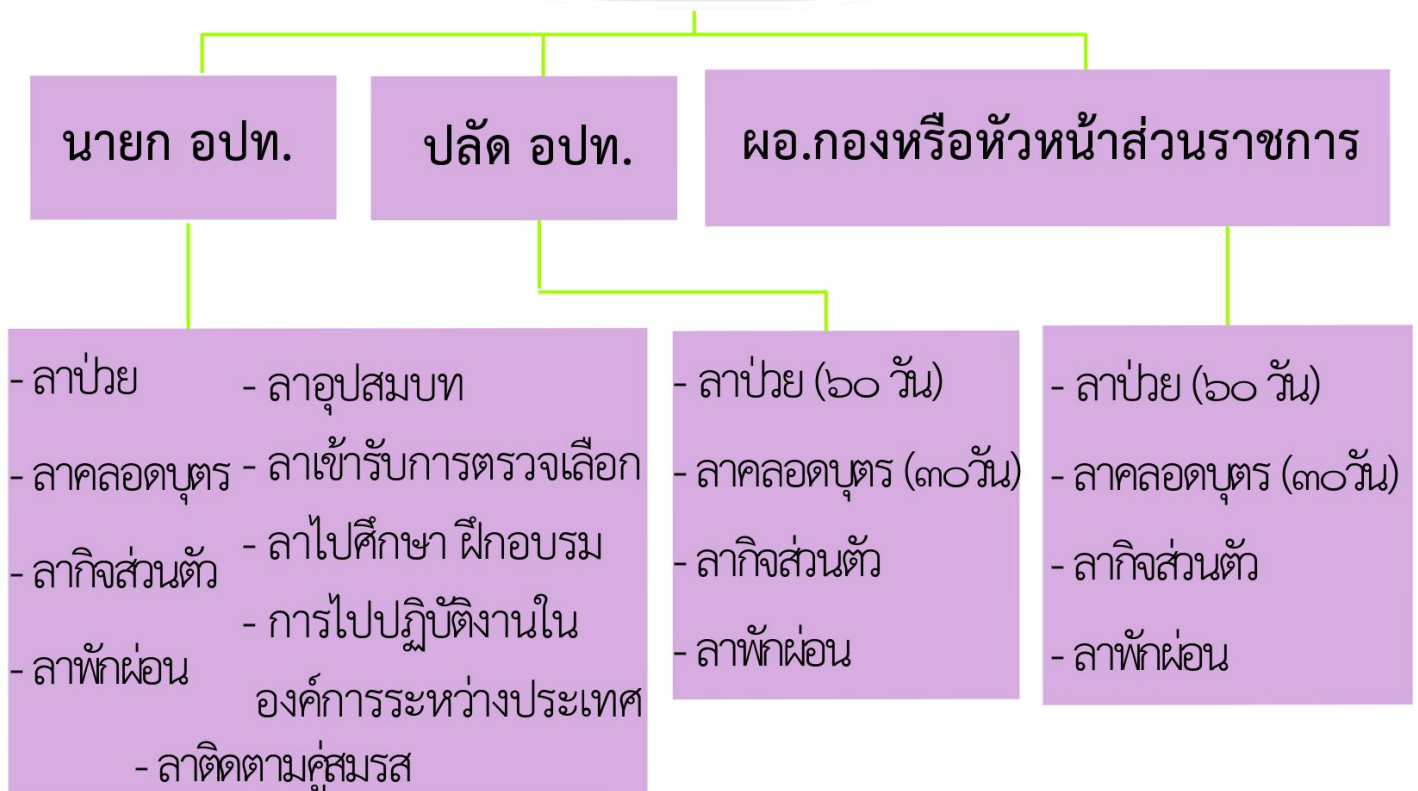 นายก อปท.
ปลัด อปท.
ผอ.กองหรือหัวหน้าส่วนราชการ
- ลาป่วย
- ลาคลอดบุตร
- ลากิจส่วนตัว
- ลาพักผ่อน
- ลาอุปสมบท
- ลาเข้ารับการตรวจเลือก
- ลาไปศึกษา ฝึกอบรม
- การไปปฏิบัติงานใน
องค์การระหว่างประเทศ
- ลาติดตามคู่สมรส
- ลาป่วย (๖๐ วัน)
- ลาคลอดบุตร (๓๐วัน)
- ลากิจส่วนตัว
- ลาพักผ่อน
- ลาป่วย (๖๐ วัน)
- ลาคลอดบุตร (๓๐วัน)
- ลากิจส่วนตัว
- ลาพักผ่อน